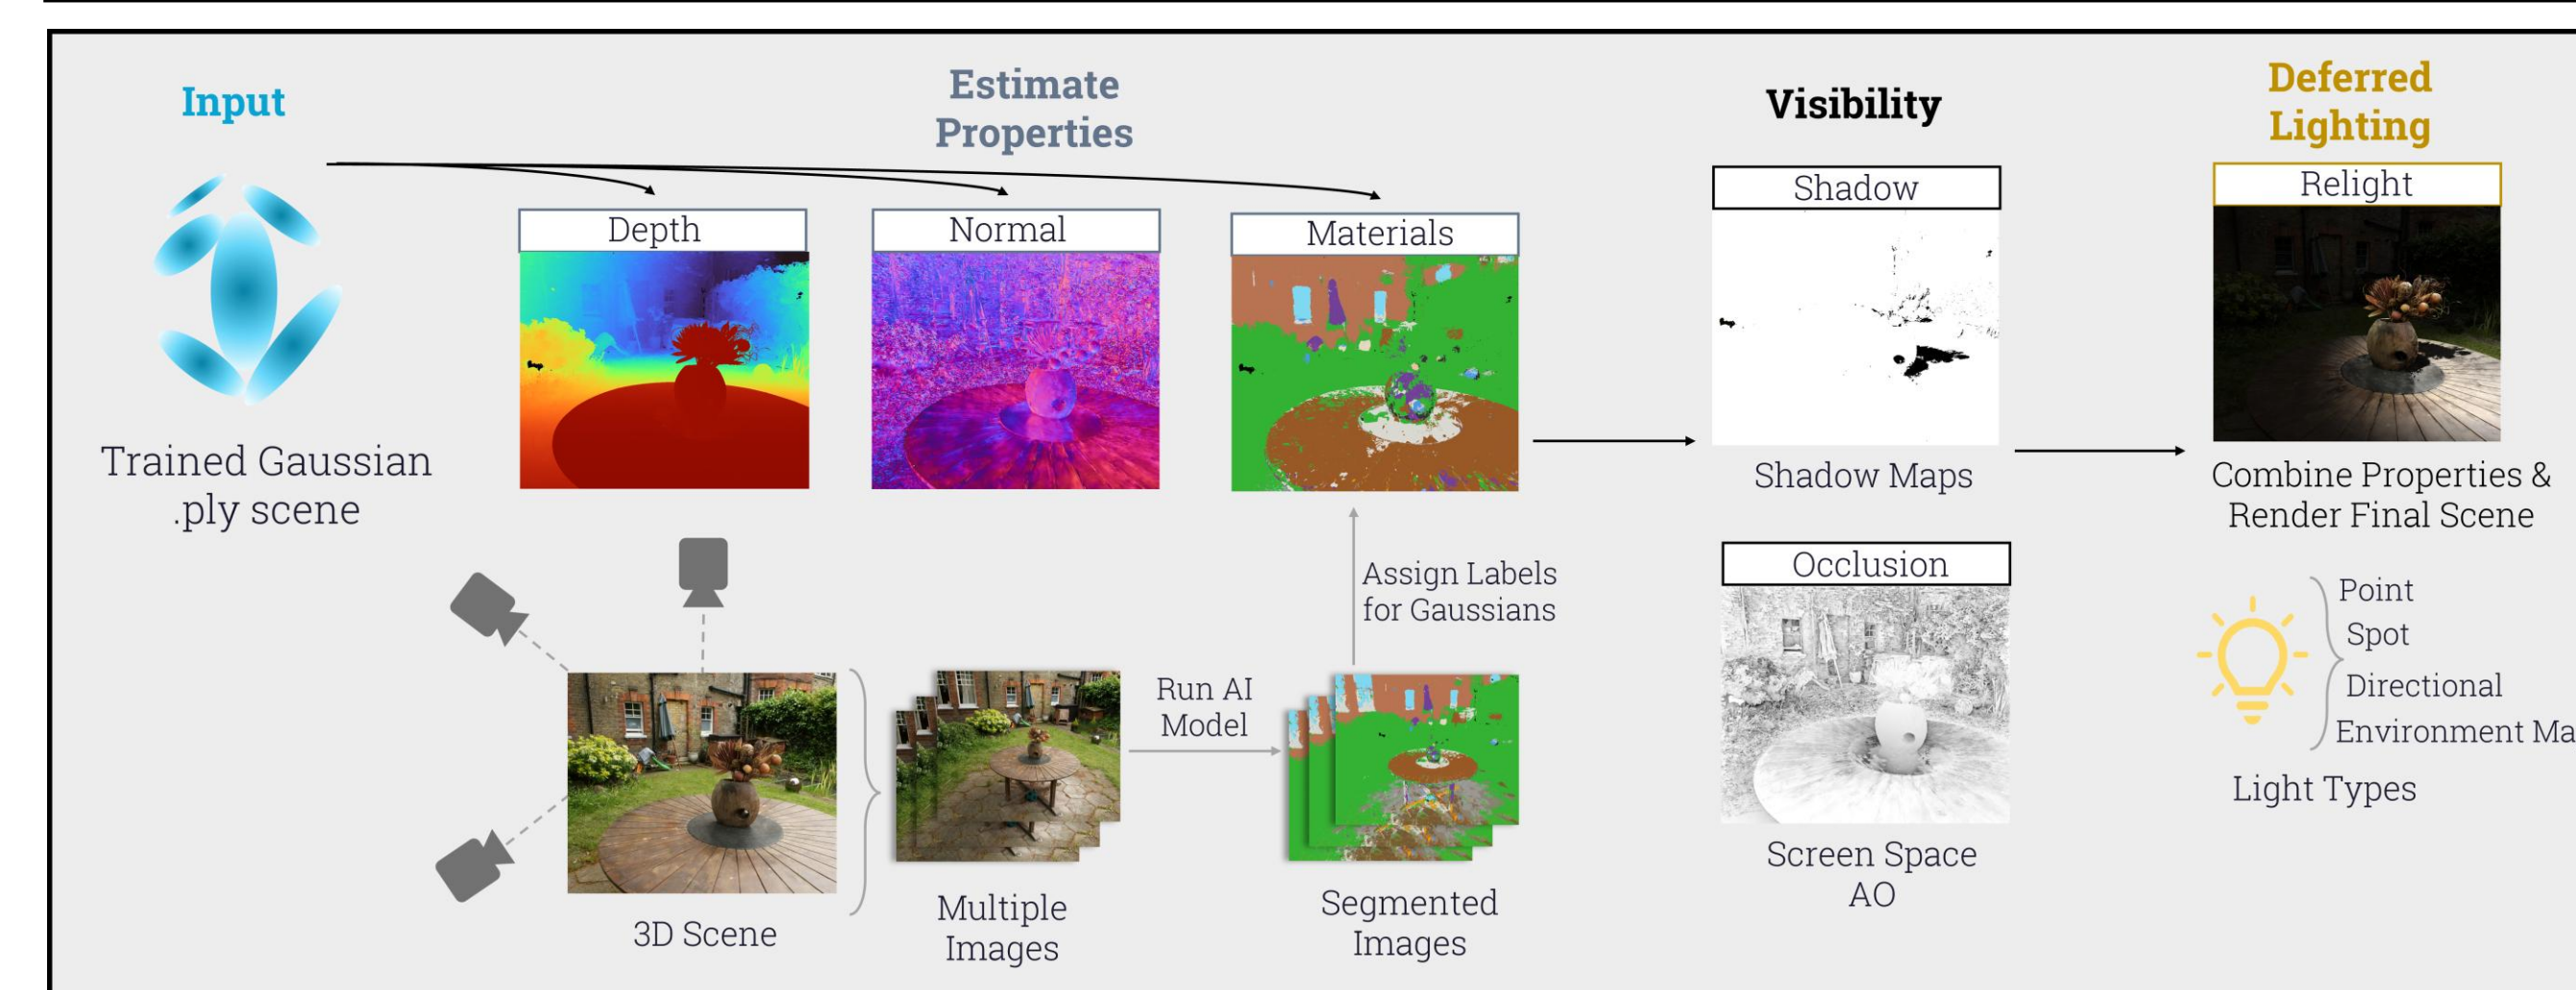 Input
Trained Gaussian
.ply scene
Estimate
Properties
Depth
Normal
Materials
3D Scene
Multiple
Images
Run AI
Model
Segmented
Images
Assign Labels
for Gaussians
Visibility
Shadow
Shadow Maps
Occlusion
Screen Space
AO
Deferred
Lighting
Relight
Combine Properties &
Render Final Scene
Point
Spot
Directional
Environment Ma
Light Types